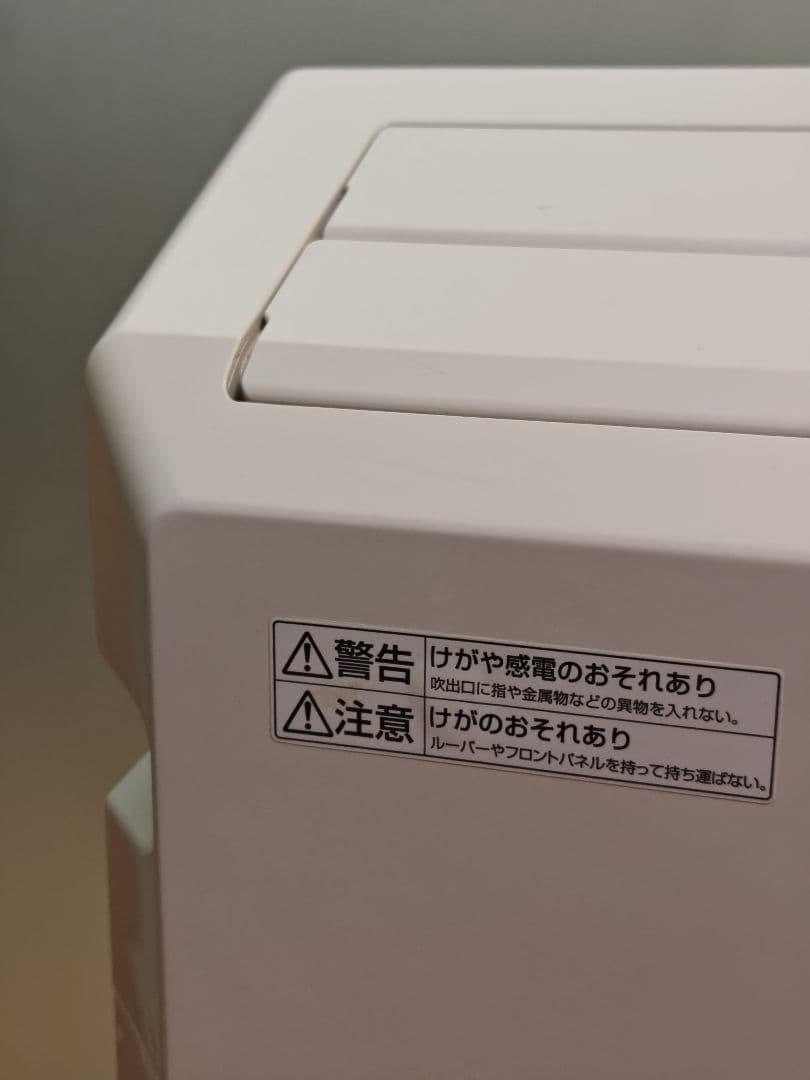 警告
けがや感電のおそれあり
吹出口に指や金属物などの異物を入れない。
注意
けがのおそれあり
ルーバーやフロントパネルを持って持ち運ばない。